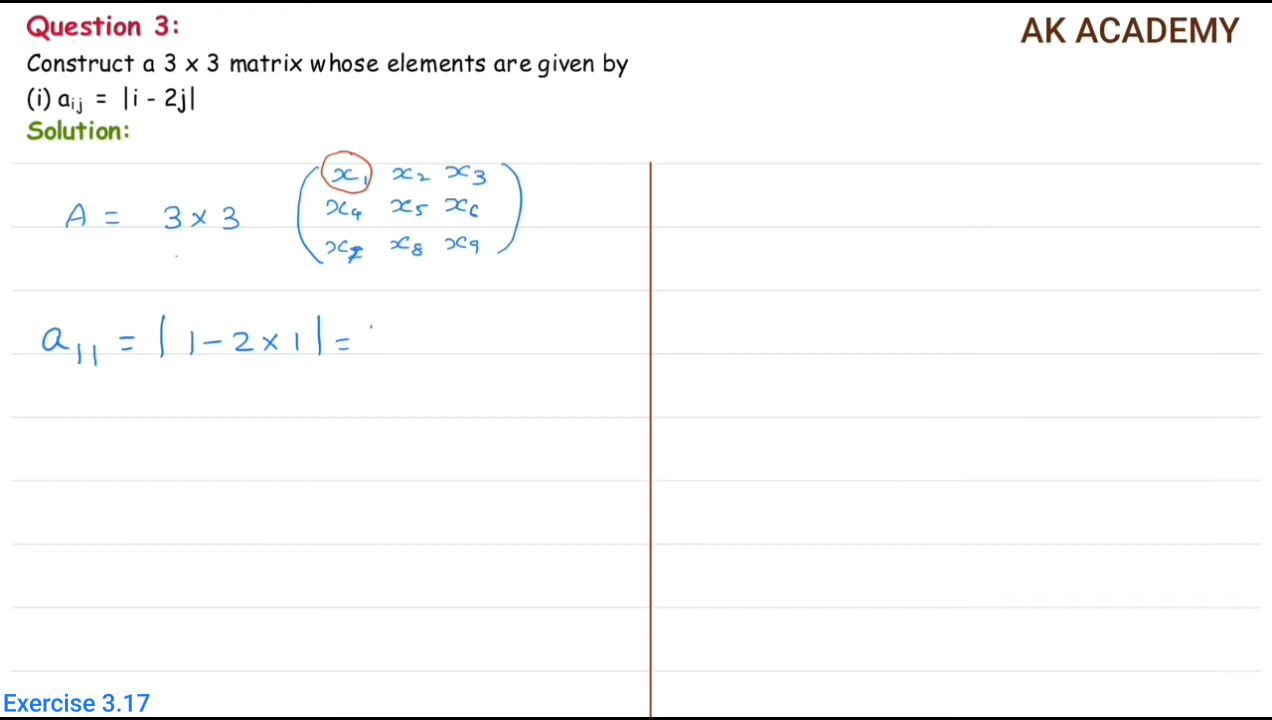 Question 3:
AK ACADEMY
Construct a 3 x 3 matrix whose elements are given by
(i) aᵢⱼ = |i - 2j|
Solution:
x₁ x₂ x₃
A = 3 × 3
x₄ x₅ x₆
x₇ x₈ x₉
a₁₁ = | 1 - 2 × 1 | =
Exercise 3.17